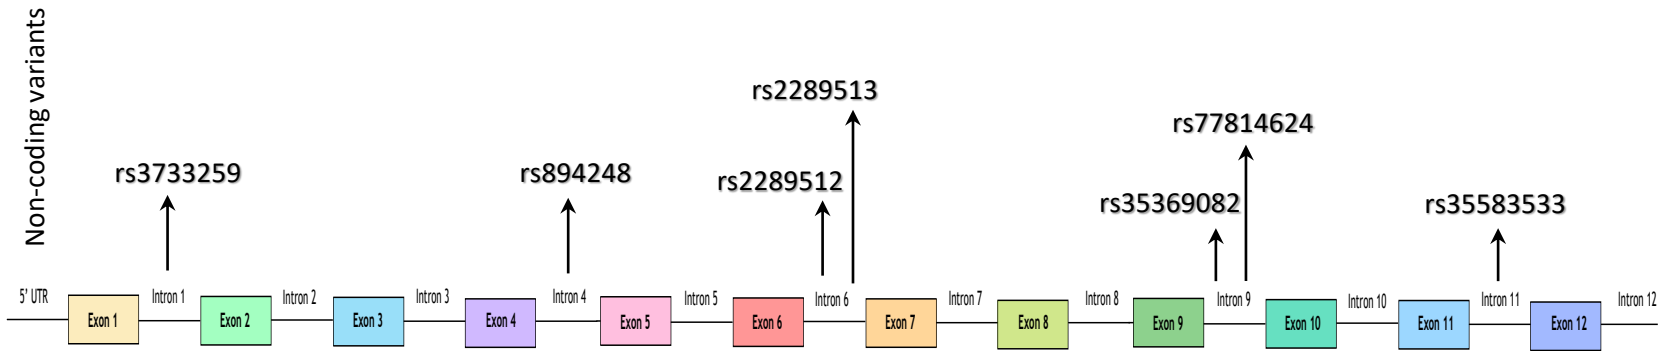 Non-coding variants
rs2289513
rs77814624
rs3733259
rs894248
rs2289512
rs35369082
rs35583533
5' UTR
Intron 1
Intron 2
Intron 3
Intron 4
Intron 5
Intron 6
Intron 7
Intron 8
Intron 9
Intron 10
Intron 11
Intron 12
Exon 1
Exon 2
Exon 3
Exon 4
Exon 5
Exon 6
Exon 7
Exon 8
Exon 9
Exon 10
Exon 11
Exon 12